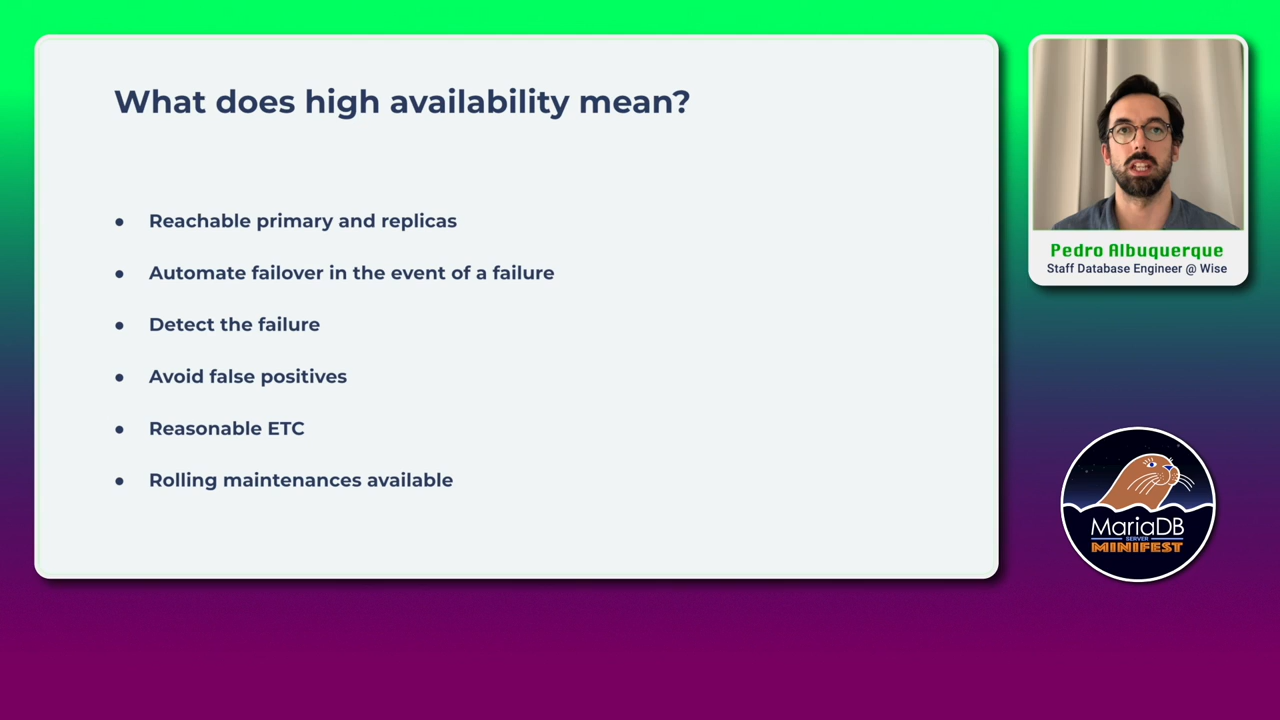 What does high availability mean?
● Reachable primary and replicas
● Automate failover in the event of a failure
● Detect the failure
● Avoid false positives
● Reasonable ETC
● Rolling maintenances available
Pedro Albuquerque
Staff Database Engineer @ Wise
MariaDB
SERVER
MINIFEST